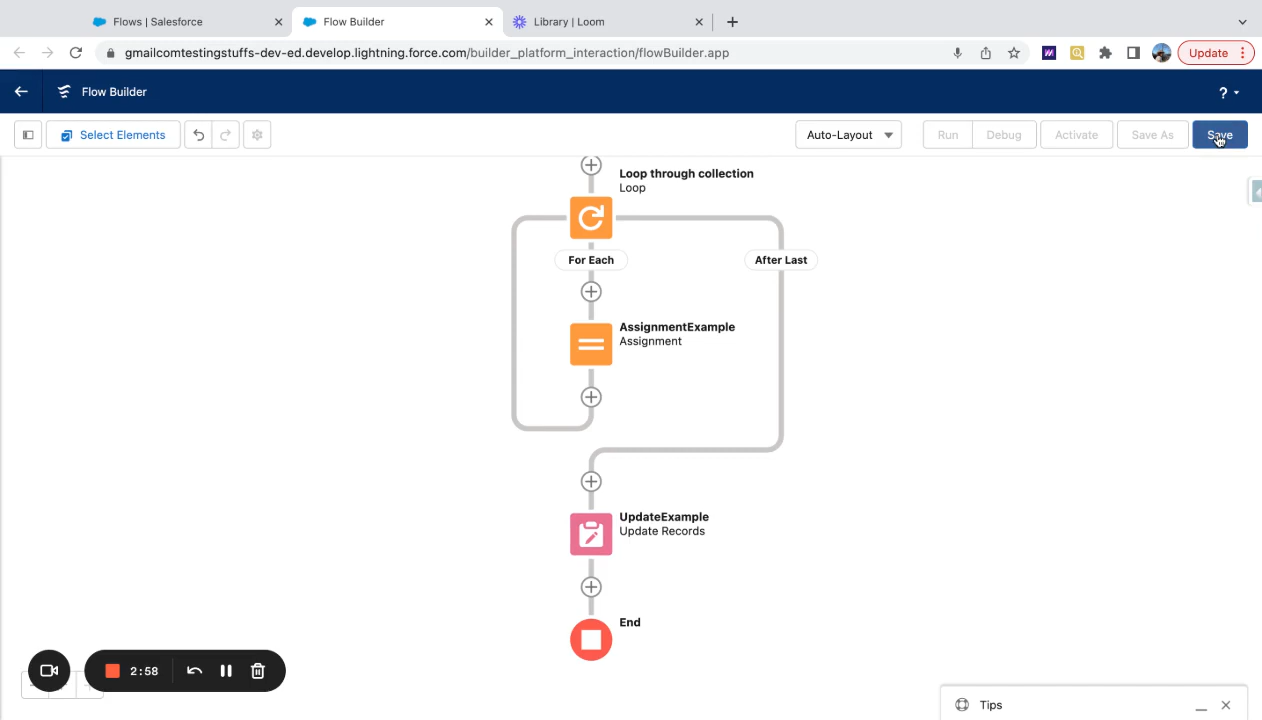 Flows | Salesforce
Flow Builder
Library | Loom
gmailcomtestingstuffs-dev-ed.develop.lightning.force.com/builder_platform_interaction/flowBuilder.app
Update
Flow Builder
?
Select Elements
Auto-Layout
Run
Debug
Activate
Save As
Save
Loop through collection
Loop
For Each
After Last
AssignmentExample
Assignment
UpdateExample
Update Records
End
2:58
Tips